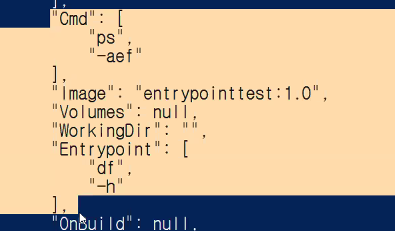 ],
"Cmd": [
"ps",
"-aef"
],
"Image": "entrypointtest:1.0",
"Volumes": null,
"WorkingDir": "",
"Entrypoint": [
"df",
"-h"
],
"OnBuild": null,